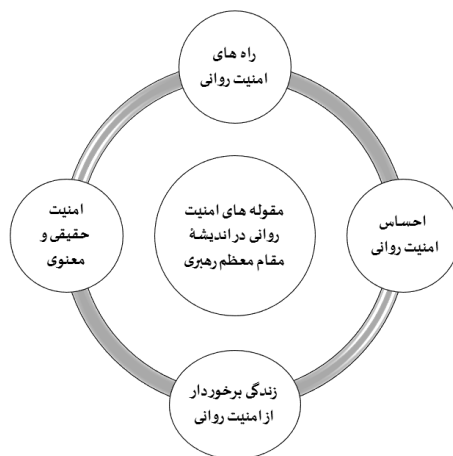 راه های
امنیت روانی
احساس
امنیت روانی
مقوله های امنیت
روانی در اندیشۀ
مقام معظم رهبری
امنیت
حقیقی و
معنوی
زندگی برخوردار
از امنیت روانی